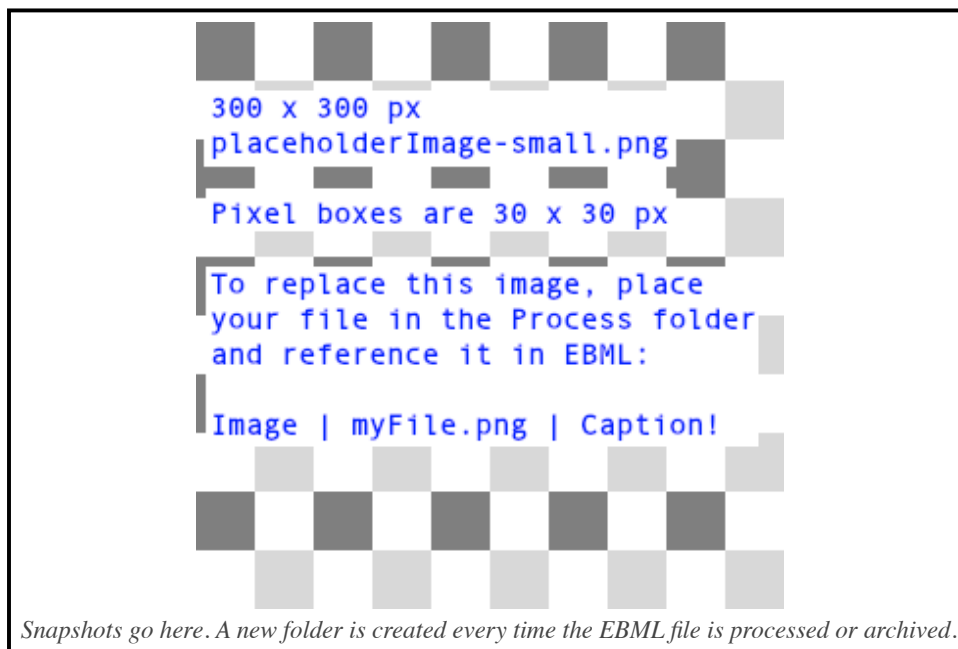 300 x 300 px
placeholderImage-small.png
Pixel boxes are 30 x 30 px
To replace this image, place
your file in the Process folder
and reference it in EBML:
Image | myFile.png | Caption!
Snapshots go here. A new folder is created every time the EBML file is processed or archived.